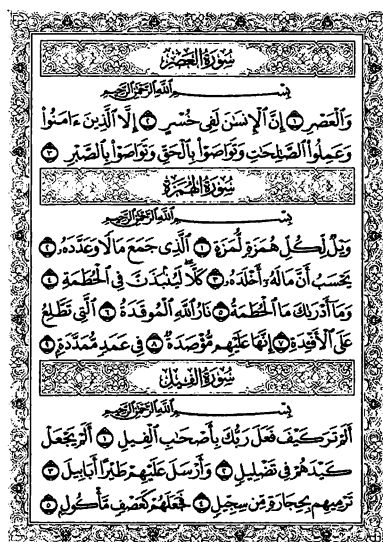 سُورَةُ العَصْرِ
بِسْمِ ٱللَّهِ ٱلرَّحْمَٰنِ ٱلرَّحِيمِ
وَٱلْعَصْرِ ١ إِنَّ ٱلْإِنسَٰنَ لَفِى خُسْرٍ ٢ إِلَّا ٱلَّذِينَ ءَامَنُوا۟
وَعَمِلُوا۟ ٱلصَّٰلِحَٰتِ وَتَوَاصَوْا۟ بِٱلْحَقِّ وَتَوَاصَوْا۟ بِٱلصَّبْرِ ٣
سُورَةُ الهُمَزَةِ
بِسْمِ ٱللَّهِ ٱلرَّحْمَٰنِ ٱلرَّحِيمِ
وَيْلٌ لِّكُلِّ هُمَزَةٍ لُّمَزَةٍ ١ ٱلَّذِى جَمَعَ مَالًا وَعَدَّدَهُۥ ٢
يَحْسَبُ أَنَّ مَالَهُۥٓ أَخْلَدَهُۥ ٣ كَلَّا ۖ لَيُنۢبَذَنَّ فِى ٱلْحُطَمَةِ ٤
وَمَآ أَدْرَىٰكَ مَا ٱلْحُطَمَةُ ٥ نَارُ ٱللَّهِ ٱلْمُوقَدَةُ ٦ ٱلَّتِى تَطَّلِعُ
عَلَى ٱلْأَفْـِٔدَةِ ٧ إِنَّهَا عَلَيْهِم مُّؤْصَدَةٌ ٨ فِى عَمَدٍ مُّمَدَّدَةٍۭ ٩
سُورَةُ الفِيلِ
بِسْمِ ٱللَّهِ ٱلرَّحْمَٰنِ ٱلرَّحِيمِ
أَلَمْ تَرَ كَيْفَ فَعَلَ رَبُّكَ بِأَصْحَٰبِ ٱلْفِيلِ ١ أَلَمْ يَجْعَلْ
كَيْدَهُمْ فِى تَضْلِيلٍ ٢ وَأَرْسَلَ عَلَيْهِمْ طَيْرًا أَبَابِيلَ ٣
تَرْمِيهِم بِحِجَارَةٍ مِّن سِجِّيلٍ ٤ فَجَعَلَهُمْ كَعَصْفٍ مَّأْكُولٍۭ ٥